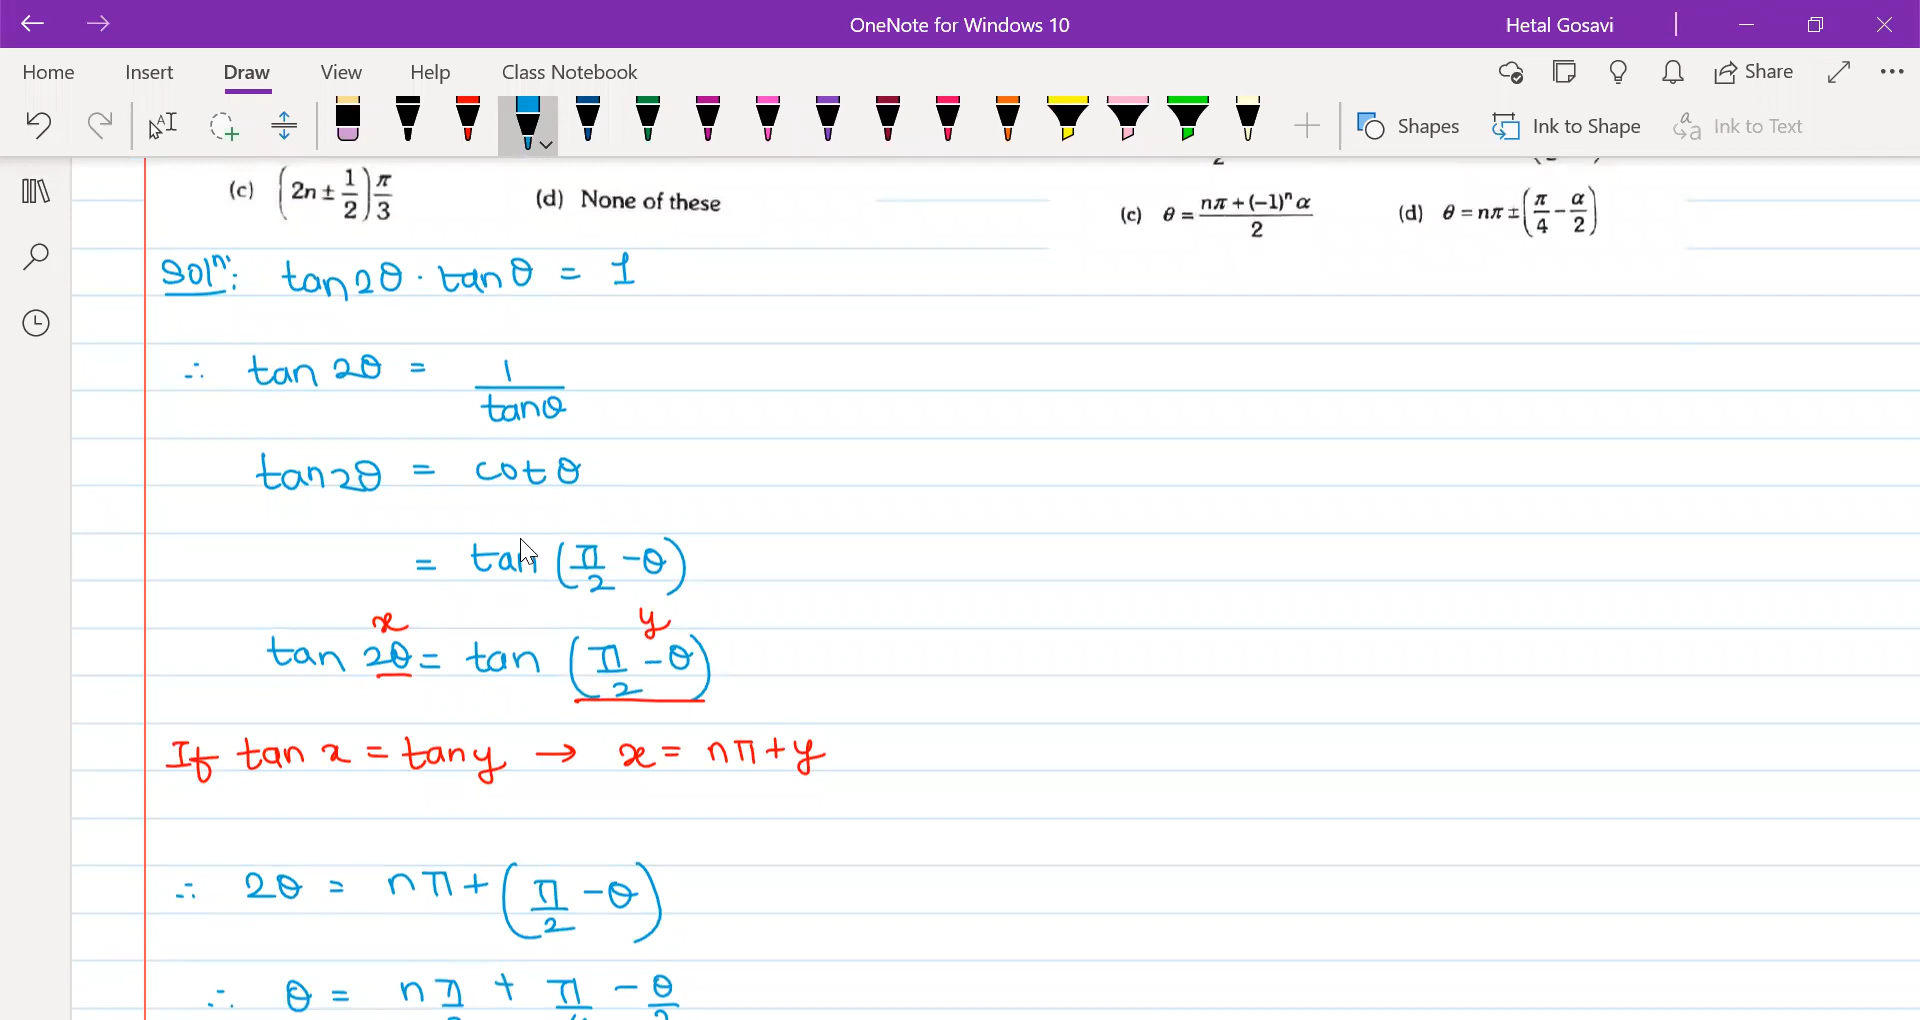 OneNote for Windows 10
Hetal Gosavi
Home Insert Draw View Help Class Notebook Share
Shapes Ink to Shape Ink to Text
(c) (2n ± 1/2) π/3 (d) None of these
(c) θ = nπ + (−1)ⁿ α / 2 (d) θ = nπ ± (π/4 − α/2)
Solⁿ: tan2θ · tanθ = 1
∴ tan 2θ = 1/tanθ
tan2θ = cotθ
= tan (π/2 − θ)
x y
tan 2θ = tan (π/2 − θ)
If tan x = tan y → x = nπ + y
∴ 2θ = nπ + (π/2 − θ)
∴ θ = nπ + π − θ